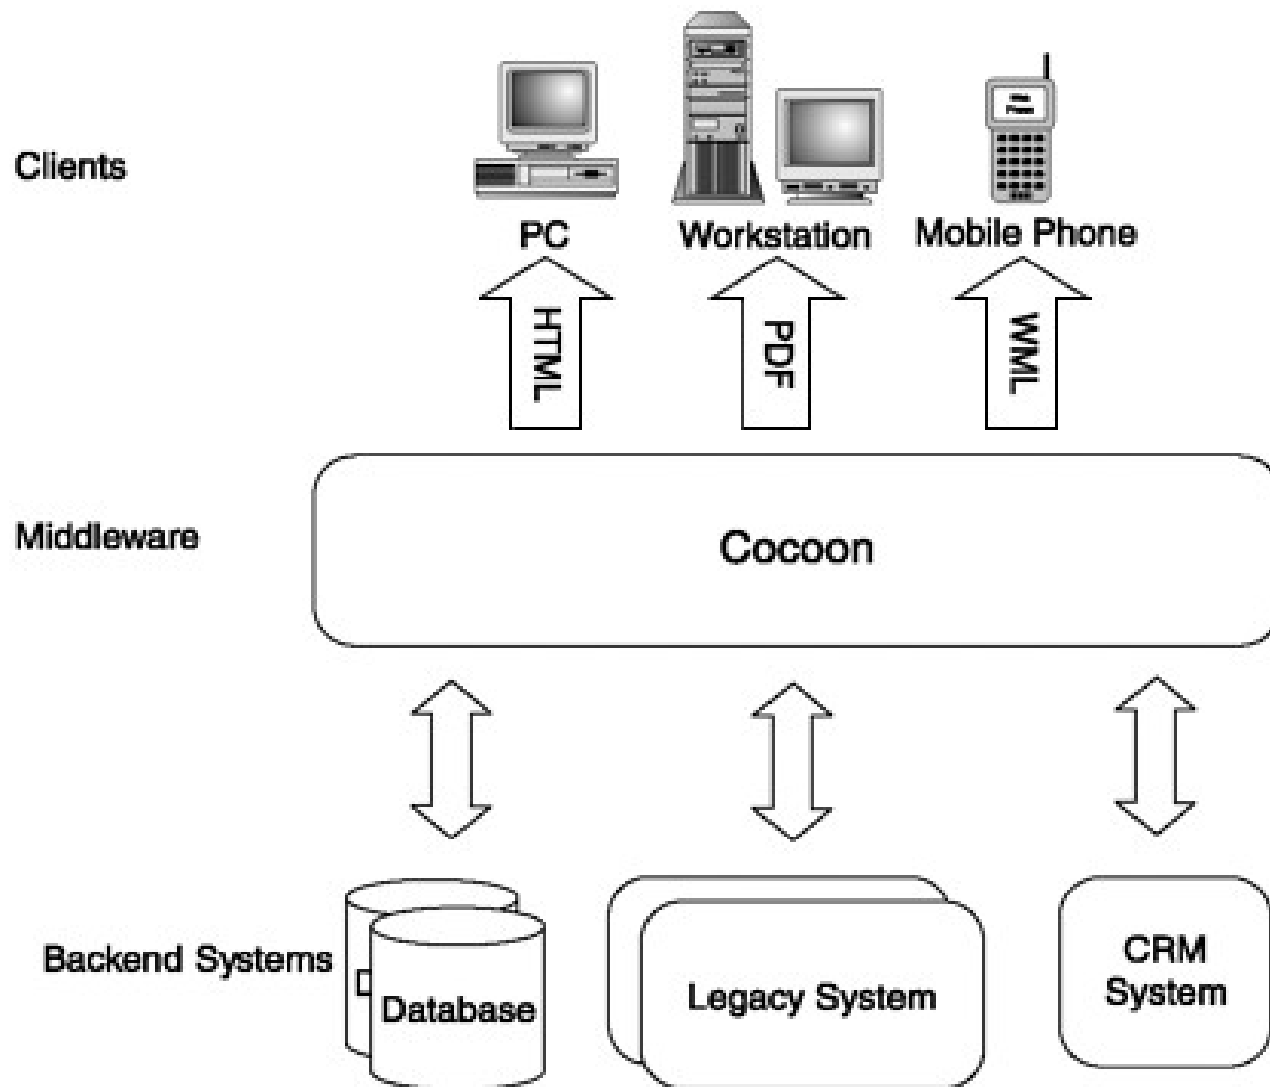 Clients
PC
Workstation
Mobile Phone
HTML
PDF
WML
Middleware
Cocoon
Backend Systems
Database
Legacy System
CRM
System